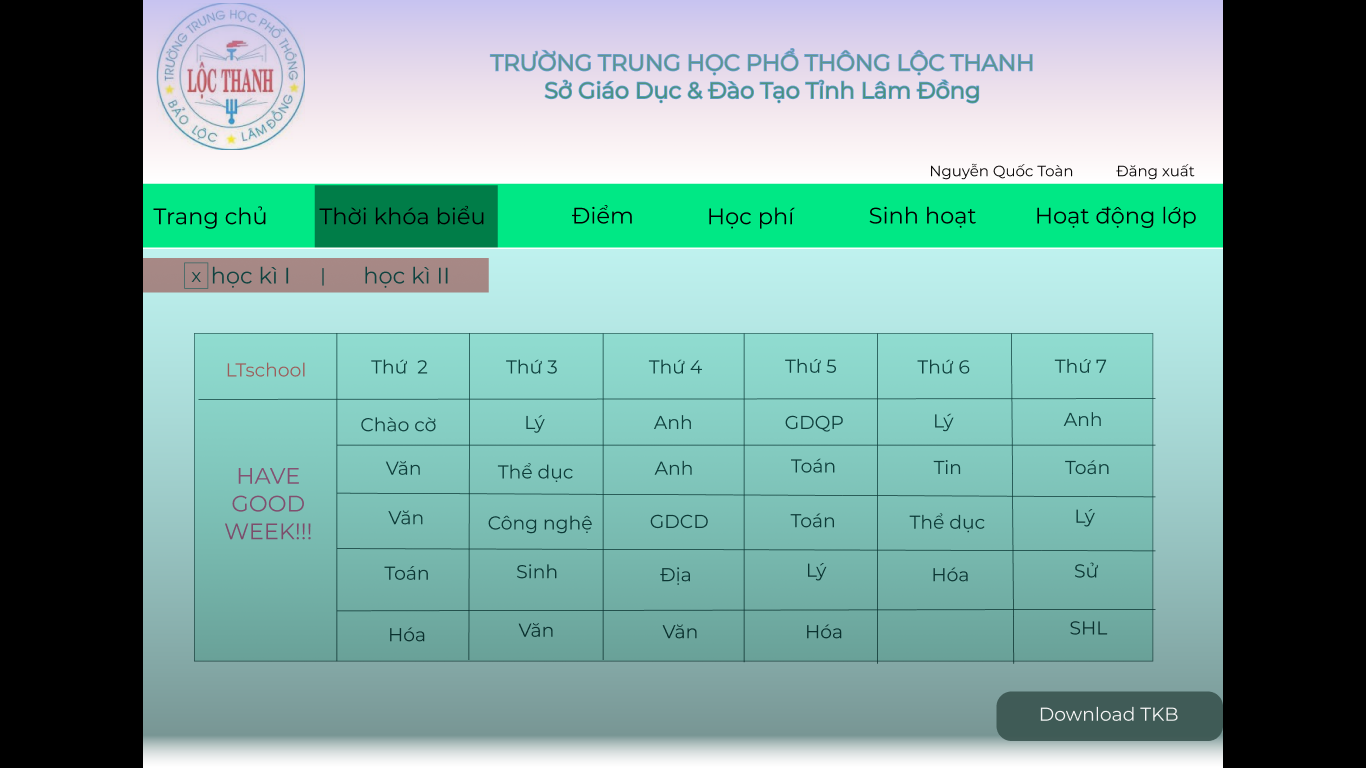 TRƯỜNG TRUNG HỌC PHỔ THÔNG
LỘC THANH
BẢO LỘC LÂM ĐỒNG
TRƯỜNG TRUNG HỌC PHỔ THÔNG LỘC THANH
Sở Giáo Dục & Đào Tạo Tỉnh Lâm Đồng
Nguyễn Quốc Toàn Đăng xuất
Trang chủ Thời khóa biểu Điểm Học phí Sinh hoạt Hoạt động lớp
x học kì I | học kì II
LTschool Thứ 2 Thứ 3 Thứ 4 Thứ 5 Thứ 6 Thứ 7
Chào cờ Lý Anh GDQP Lý Anh
Văn Thể dục Anh Toán Tin Toán
HAVE
GOOD
WEEK!!!
Văn Công nghệ GDCD Toán Thể dục Lý
Toán Sinh Địa Lý Hóa Sử
Hóa Văn Văn Hóa SHL
Download TKB